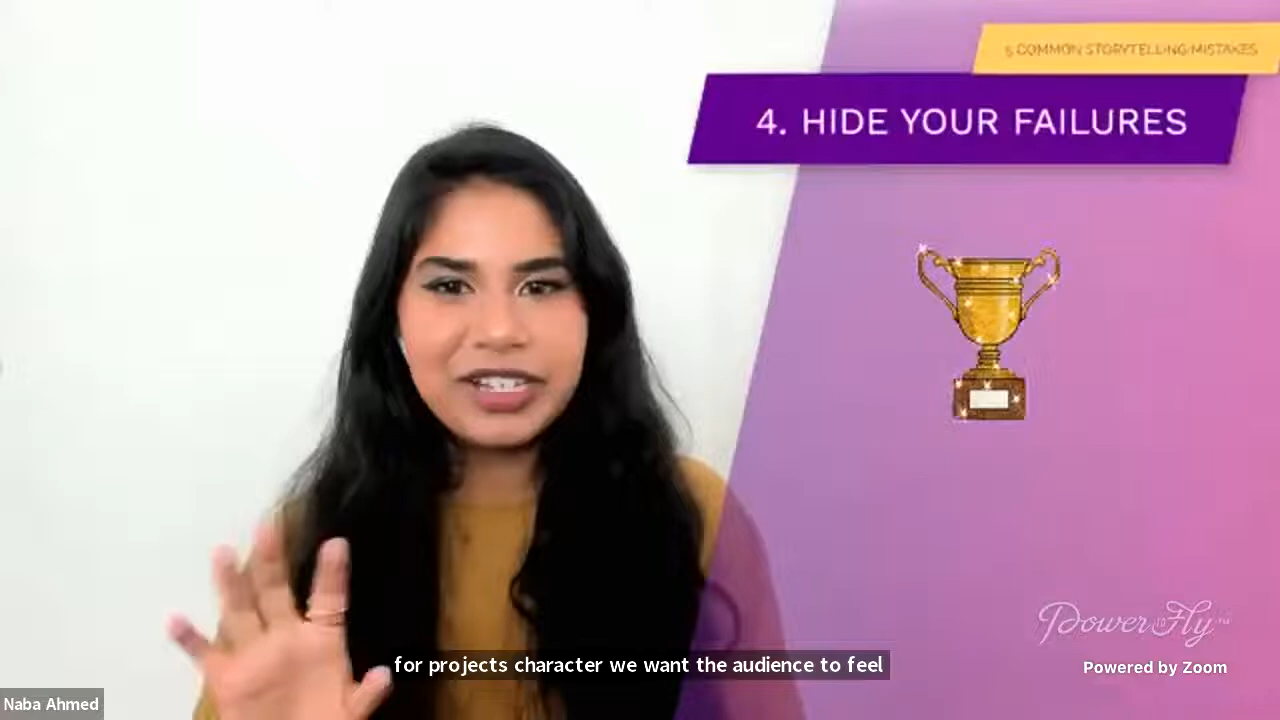 5 COMMON STORYTELLING MISTAKES
4. HIDE YOUR FAILURES
PowerToFly™
for projects character we want the audience to feel
Powered by Zoom
Naba Ahmed